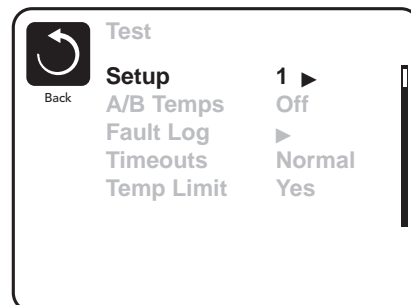 Test
Back
Setup 1 ▶
A/B Temps Off
Fault Log ▶
Timeouts Normal
Temp Limit Yes